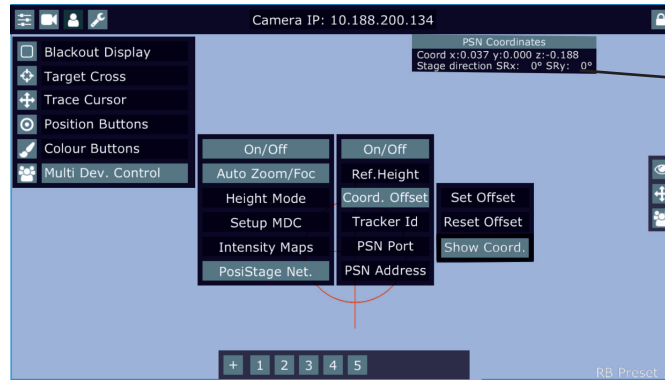 Camera IP: 10.188.200.134
PSN Coordinates
Coord x:0.037 y:0.000 z:-0.188
Stage direction SRx: 0° SRy: 0°
Blackout Display
Target Cross
Trace Cursor
Position Buttons
Colour Buttons
Multi Dev. Control
On/Off
Auto Zoom/Foc
Height Mode
Setup MDC
Intensity Maps
PosiStage Net.
On/Off
Ref.Height
Coord. Offset
Tracker Id
PSN Port
PSN Address
Set Offset
Reset Offset
Show Coord.
+ 1 2 3 4 5
RB Preset